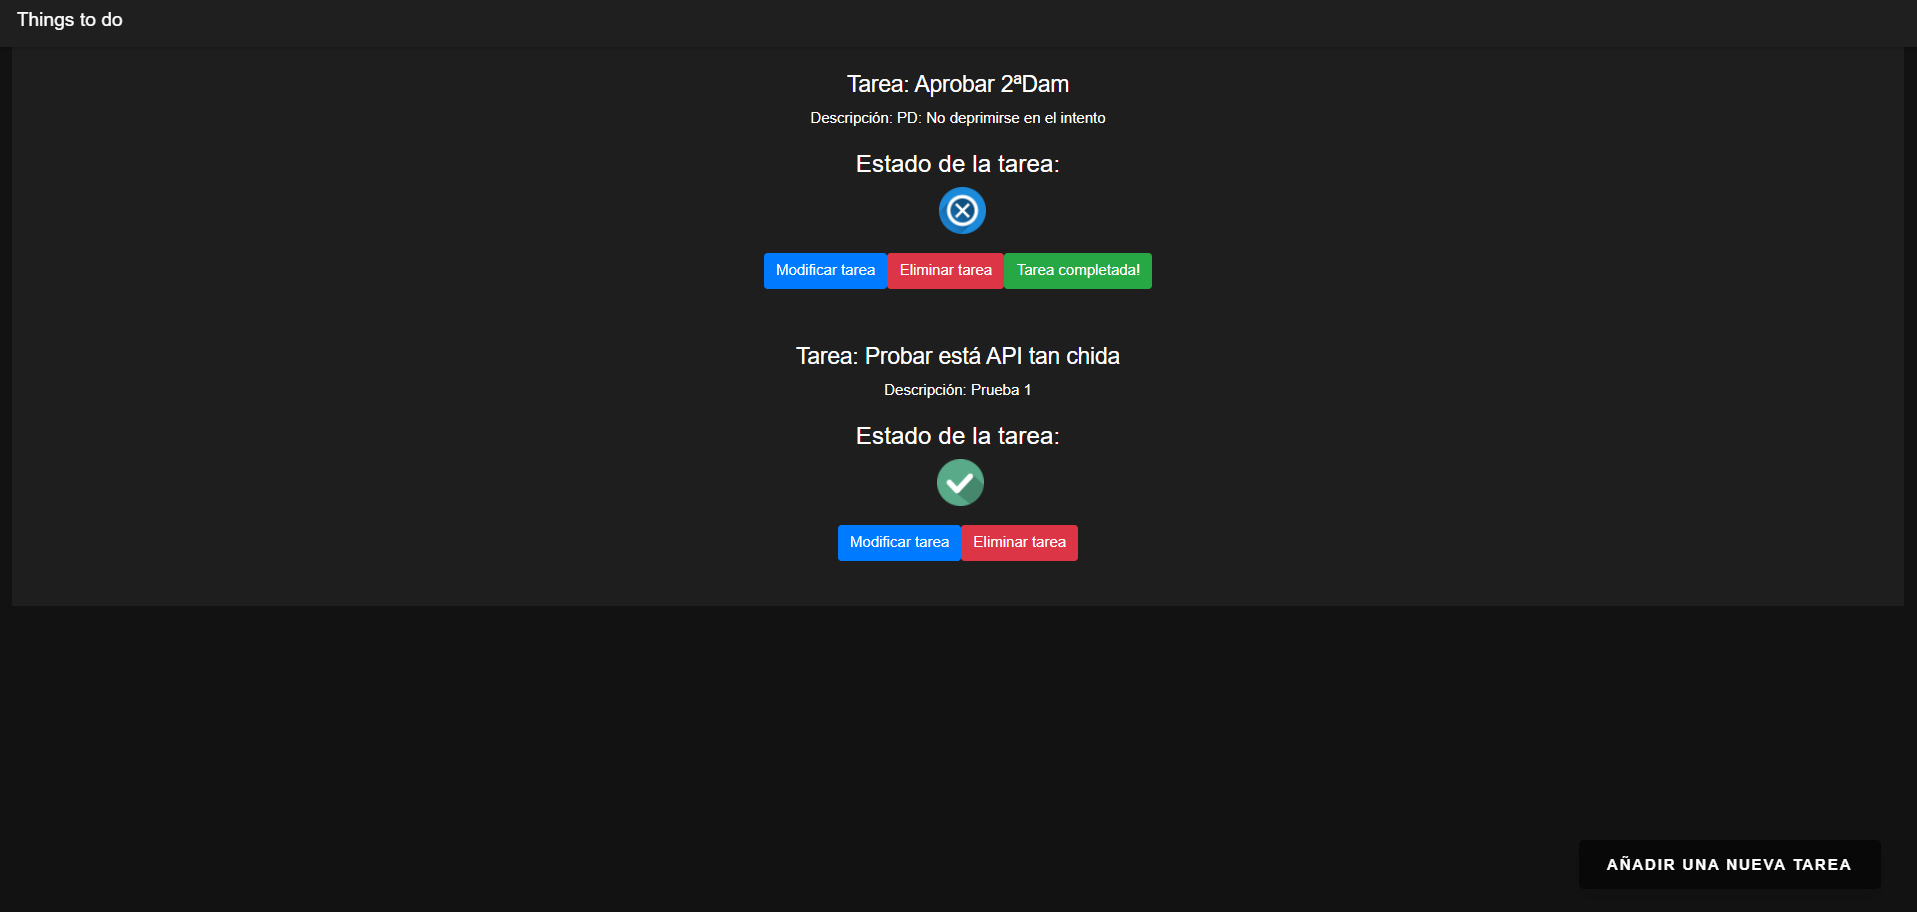 Things to do
Tarea: Aprobar 2ªDam
Descripción: PD: No deprimirse en el intento
Estado de la tarea:
Modificar tarea Eliminar tarea Tarea completada!
Tarea: Probar está API tan chida
Descripción: Prueba 1
Estado de la tarea:
Modificar tarea Eliminar tarea
AÑADIR UNA NUEVA TAREA